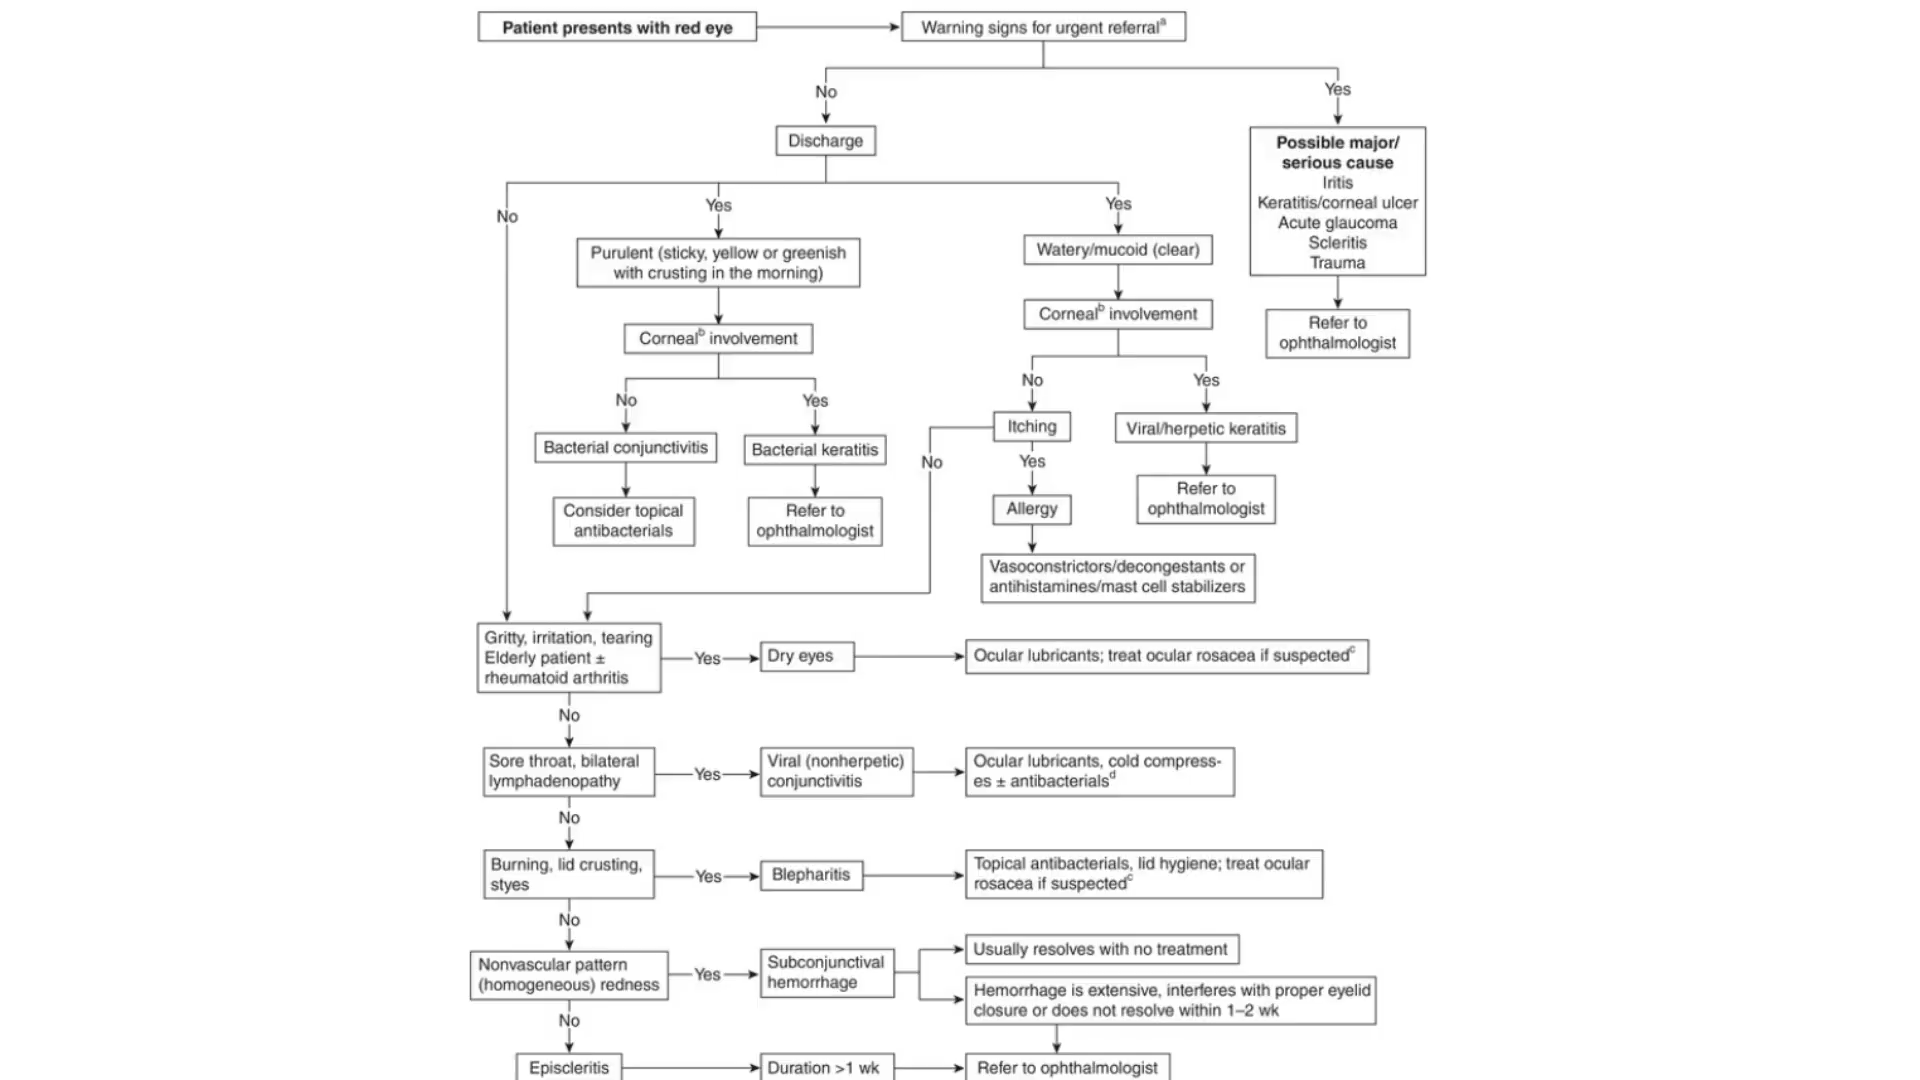 Patient presents with red eye
Warning signs for urgent referralᵃ
No
Yes
Discharge
Possible major/
serious cause
Iritis
Keratitis/corneal ulcer
Acute glaucoma
Scleritis
Trauma
Refer to
ophthalmologist
No
Yes
Yes
Purulent (sticky, yellow or greenish
with crusting in the morning)
Watery/mucoid (clear)
Cornealᵇ involvement
Cornealᵇ involvement
No
Yes
No
Yes
Bacterial conjunctivitis
Bacterial keratitis
Itching
Viral/herpetic keratitis
No
Yes
Consider topical
antibacterials
Refer to
ophthalmologist
Allergy
Refer to
ophthalmologist
Vasoconstrictors/decongestants or
antihistamines/mast cell stabilizers
Gritty, irritation, tearing
Elderly patient ±
rheumatoid arthritis
Yes
Dry eyes
Ocular lubricants; treat ocular rosacea if suspectedᶜ
No
Sore throat, bilateral
lymphadenopathy
Yes
Viral (nonherpetic)
conjunctivitis
Ocular lubricants, cold compress-
es ± antibacterialsᵈ
No
Burning, lid crusting,
styes
Yes
Blepharitis
Topical antibacterials, lid hygiene; treat ocular
rosacea if suspectedᶜ
No
Nonvascular pattern
(homogeneous) redness
Yes
Subconjunctival
hemorrhage
Usually resolves with no treatment
Hemorrhage is extensive, interferes with proper eyelid
closure or does not resolve within 1–2 wk
No
Episcleritis
Duration >1 wk
Refer to ophthalmologist